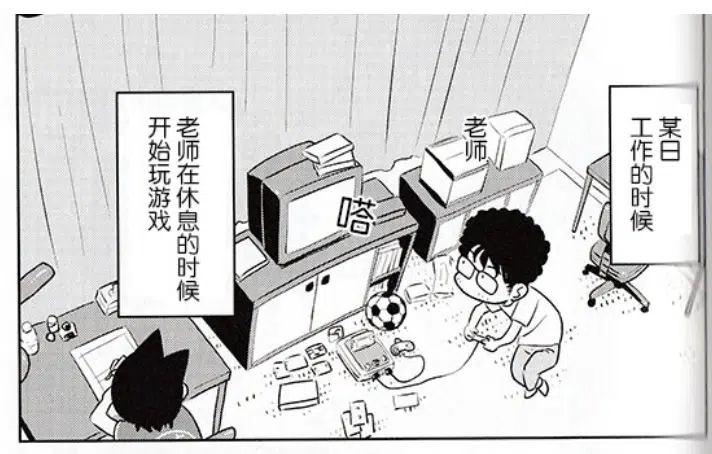 某日
工作的时候
老师
嗒
老师在休息的时候
开始玩游戏